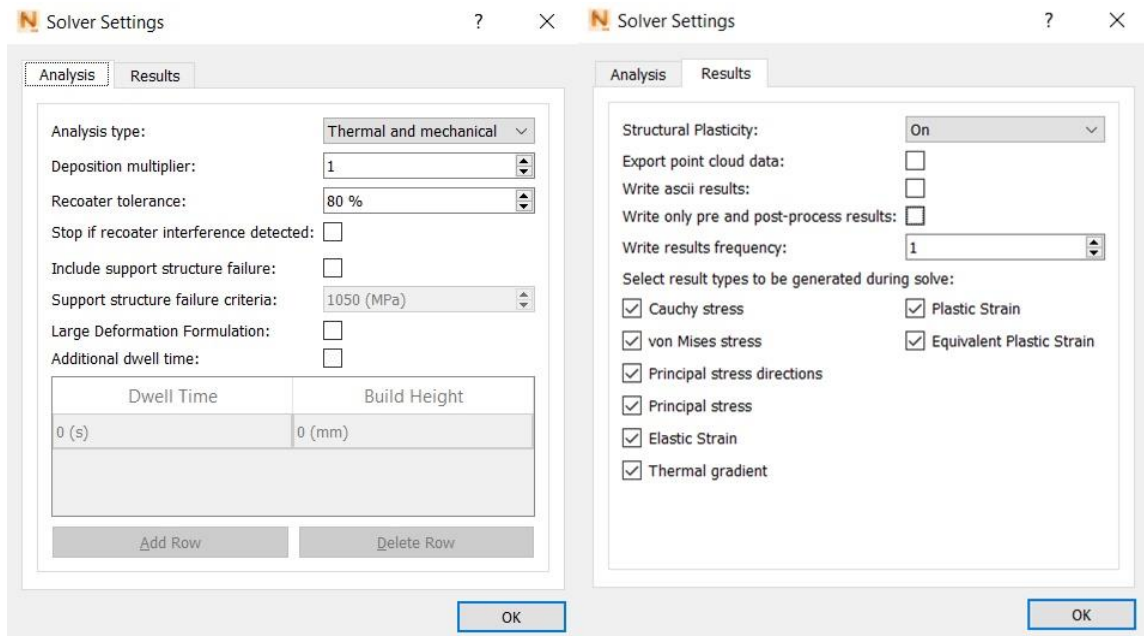 Solver Settings
Analysis
Results
Analysis type:
Thermal and mechanical
Deposition multiplier:
1
Recoater tolerance:
80 %
Stop if recoater interference detected:
Include support structure failure:
Support structure failure criteria:
1050 (MPa)
Large Deformation Formulation:
Additional dwell time:
Dwell Time
Build Height
0 (s)
0 (mm)
Add Row
Delete Row
OK
Solver Settings
Analysis
Results
Structural Plasticity:
On
Export point cloud data:
Write ascii results:
Write only pre and post-process results:
Write results frequency:
1
Select result types to be generated during solve:
Cauchy stress
Plastic Strain
von Mises stress
Equivalent Plastic Strain
Principal stress directions
Principal stress
Elastic Strain
Thermal gradient
OK